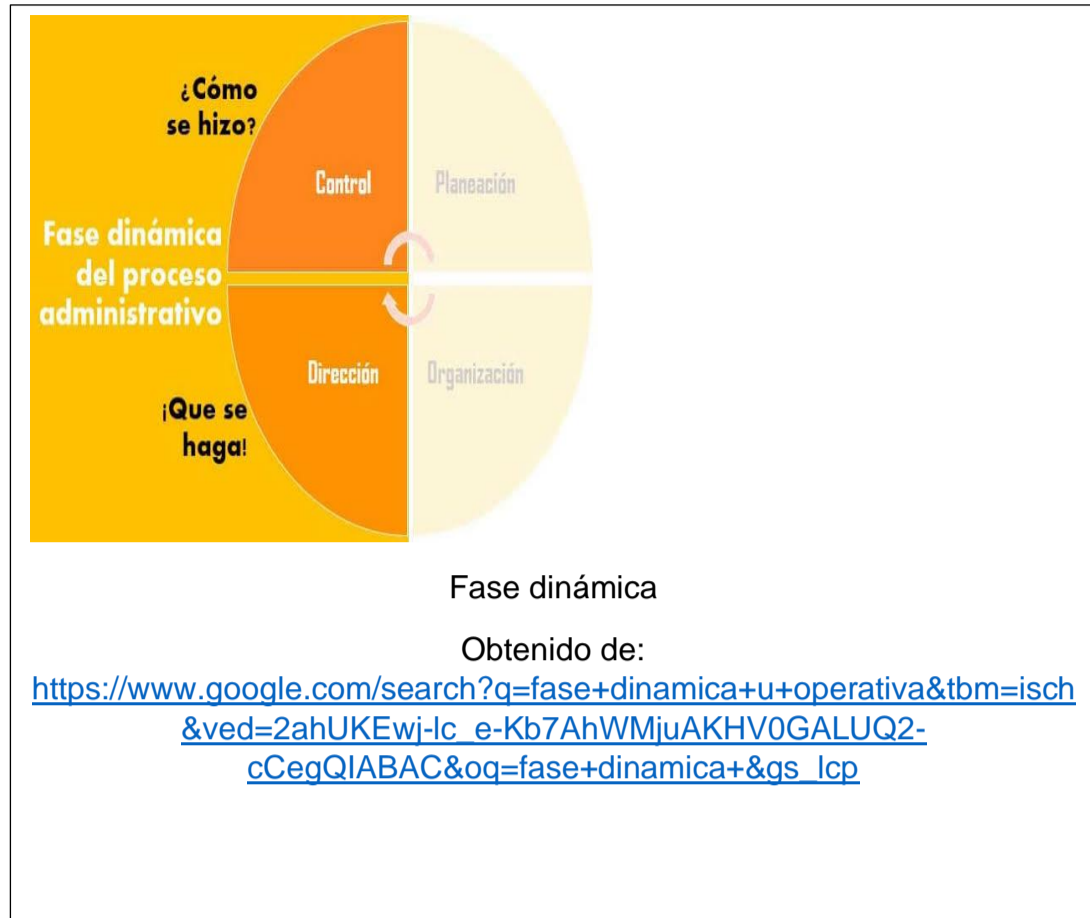 ¿Cómo
se hizo?
Control
Planeación
Fase dinámica
del proceso
administrativo
Dirección
Organización
¡Que se
haga!
Fase dinámica
Obtenido de:
https://www.google.com/search?q=fase+dinamica+u+operativa&tbm=isch
&ved=2ahUKEwj-lc_e-Kb7AhWMjuAKHV0GALUQ2-
cCegQIABAC&oq=fase+dinamica+&gs_lcp